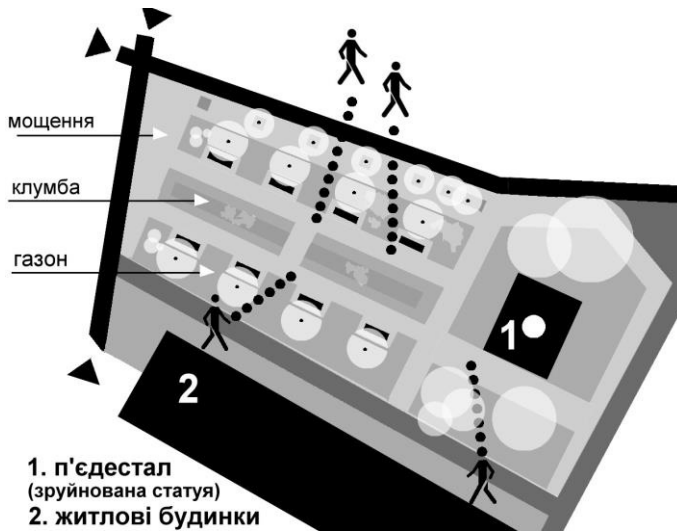 мощення
клумба
газон
1
2
1. п'єдестал
(зруйнована статуя)
2. житлові будинки